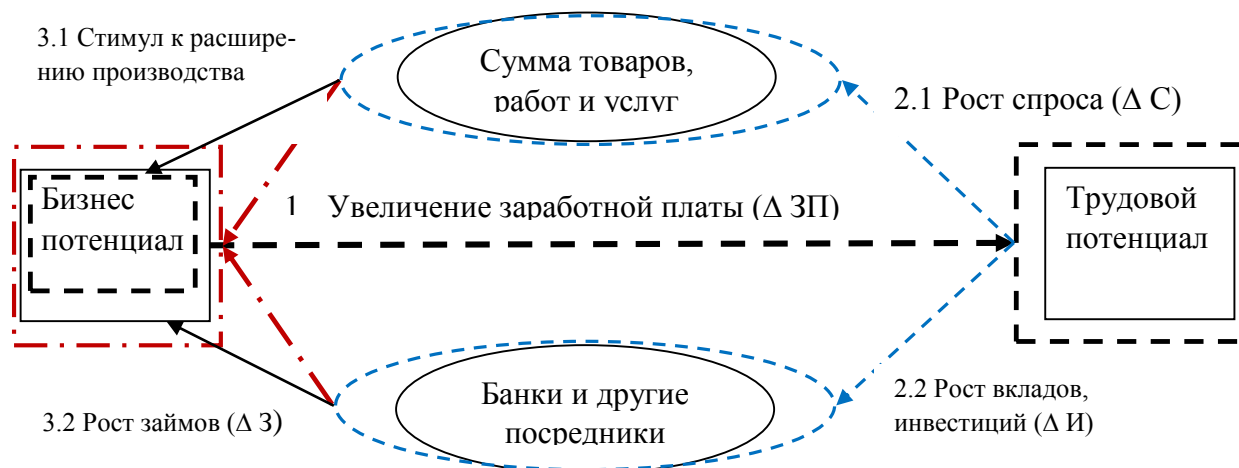 3.1 Стимул к расшире-
нию производства
Сумма товаров,
работ и услуг
2.1 Рост спроса (Δ С)
Бизнес
потенциал
1 Увеличение заработной платы (Δ ЗП)
Трудовой
потенциал
3.2 Рост займов (Δ З)
Банки и другие
посредники
2.2 Рост вкладов,
инвестиций (Δ И)